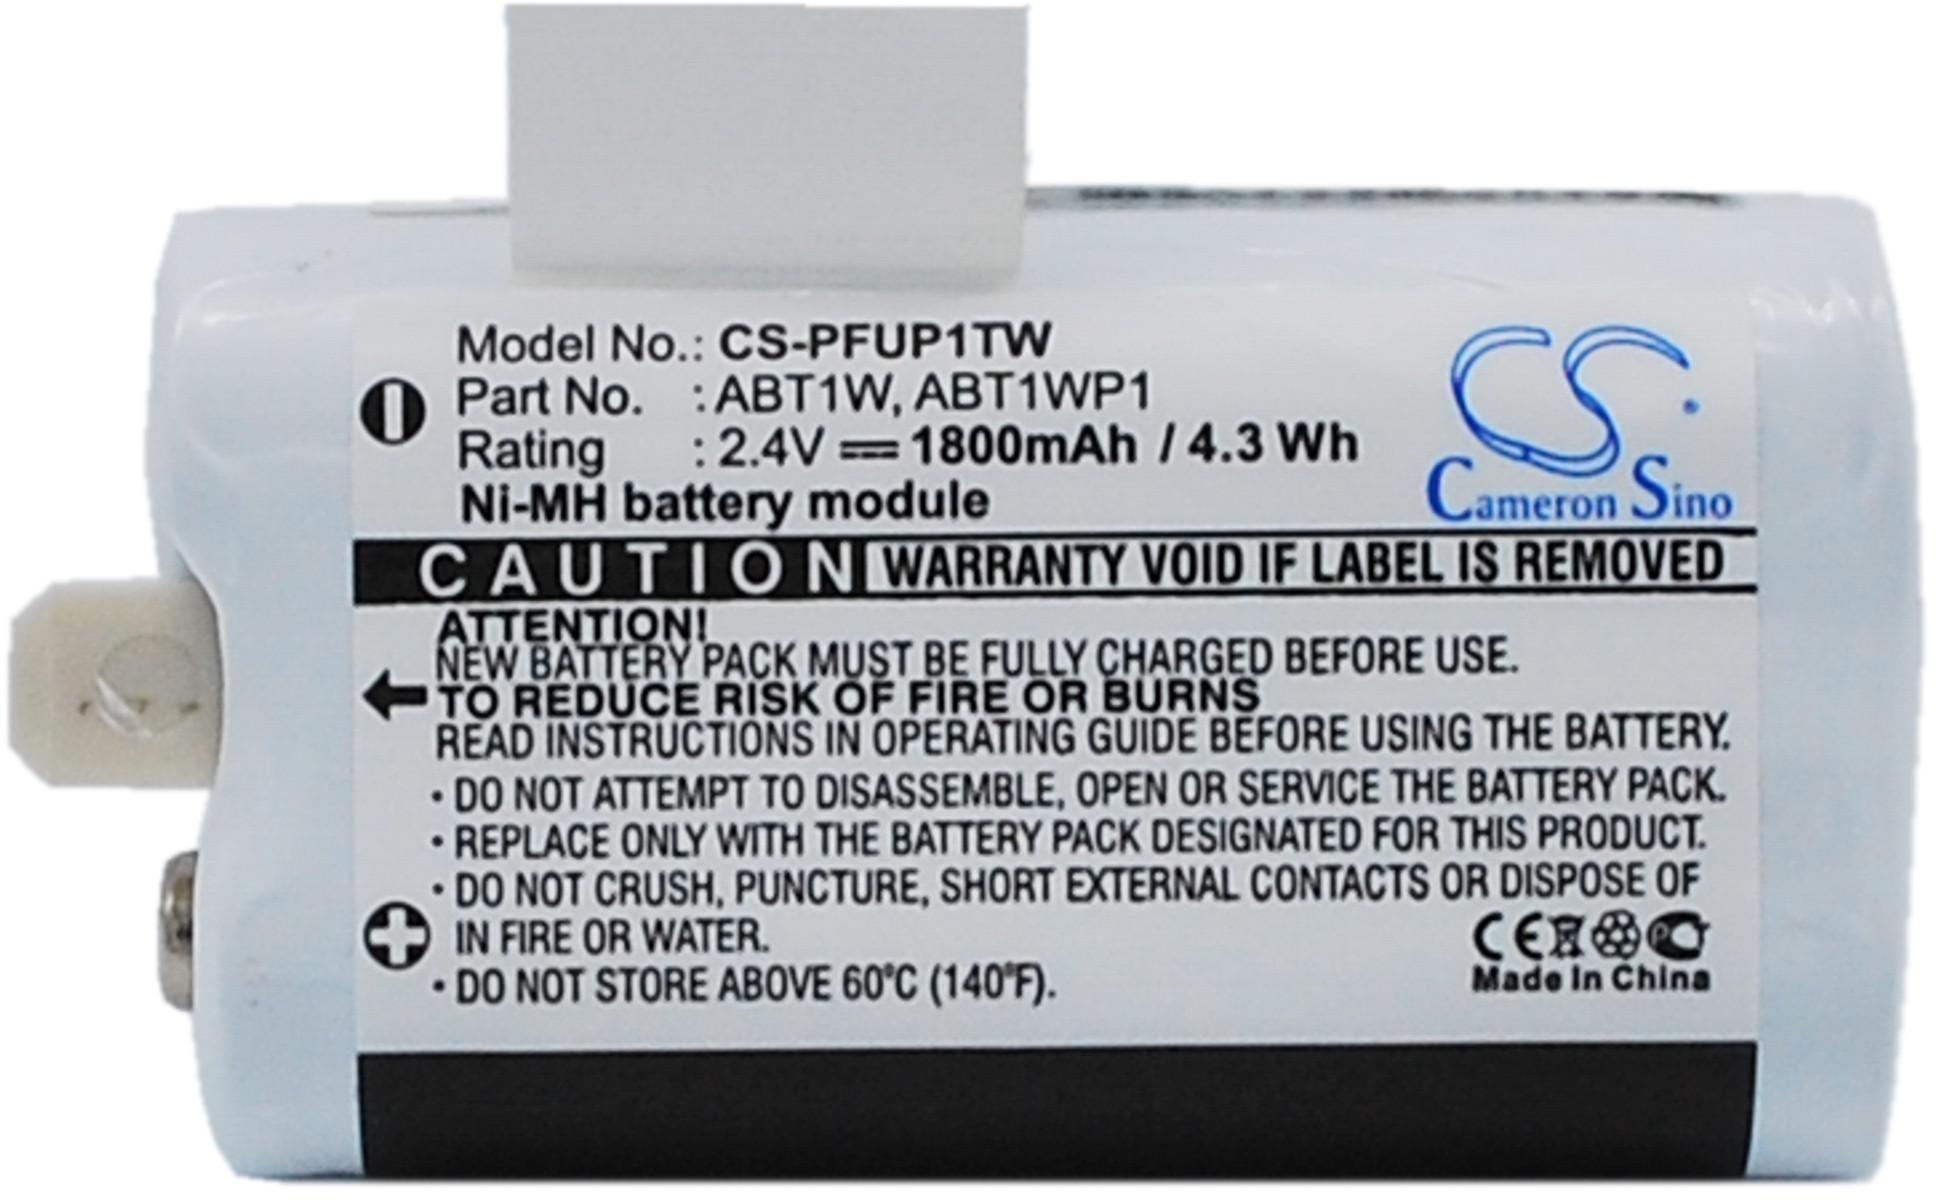 Model No.: CS-PFUP1TW
Part No. : ABT1W, ABT1WP1
Rating : 2.4V 1800mAh / 4.3 Wh
Ni-MH battery module
CS
Cameron Sino
CAUTION WARRANTY VOID IF LABEL IS REMOVED
ATTENTION!
NEW BATTERY PACK MUST BE FULLY CHARGED BEFORE USE.
TO REDUCE RISK OF FIRE OR BURNS
READ INSTRUCTIONS IN OPERATING GUIDE BEFORE USING THE BATTERY.
• DO NOT ATTEMPT TO DISASSEMBLE, OPEN OR SERVICE THE BATTERY PACK.
• REPLACE ONLY WITH THE BATTERY PACK DESIGNATED FOR THIS PRODUCT.
• DO NOT CRUSH, PUNCTURE, SHORT EXTERNAL CONTACTS OR DISPOSE OF
IN FIRE OR WATER.
• DO NOT STORE ABOVE 60°C (140°F).
CE
Made In China